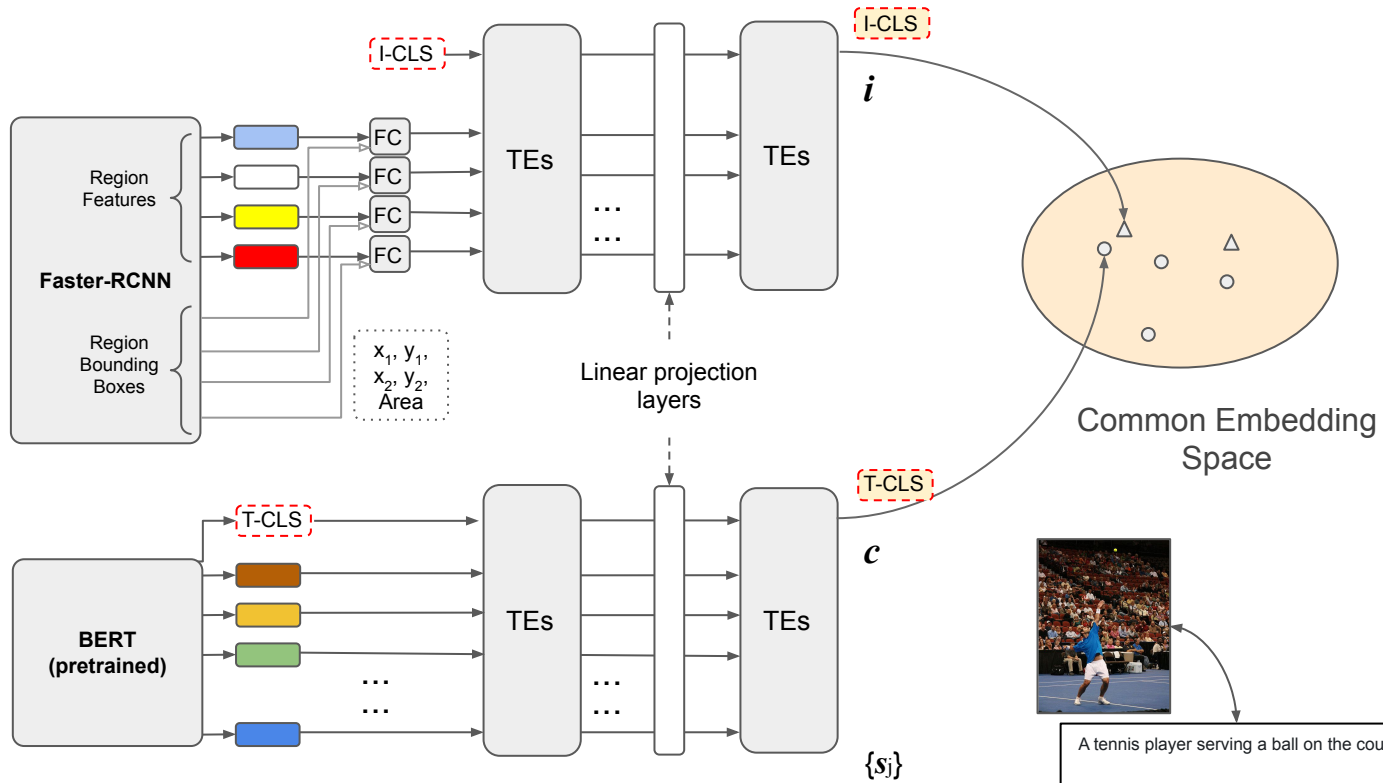 I-CLS
I-CLS
i
FC
FC
FC
FC
TEs
TEs
...
...
Region
Features
Faster-RCNN
Region
Bounding
Boxes
x1, y1,
x2, y2,
Area
Linear projection
layers
Common Embedding
Space
T-CLS
T-CLS
c
BERT
(pretrained)
TEs
TEs
...
...
...
...
{sj}
A tennis player serving a ball on the cou